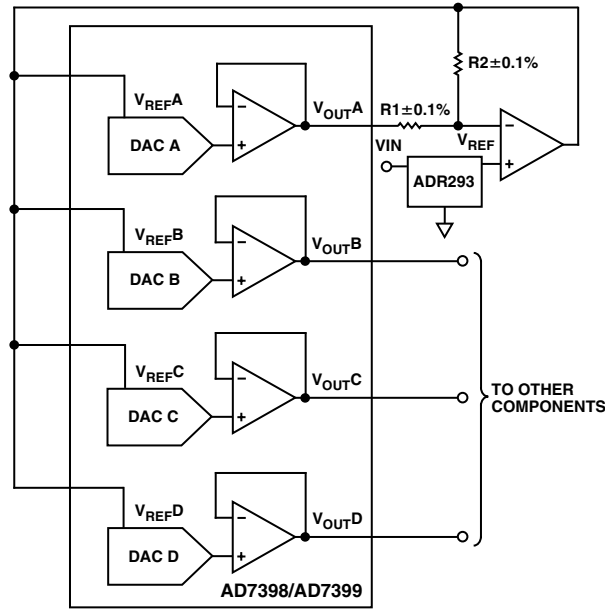 R2±0.1%
VREFA
VOUTA
R1±0.1%
DAC A
−
+
VIN
VREF
−
+
ADR293
VREFB
VOUTB
DAC B
−
+
VREFC
VOUTC
DAC C
−
+
TO OTHER
COMPONENTS
VREFD
VOUTD
DAC D
−
+
AD7398/AD7399